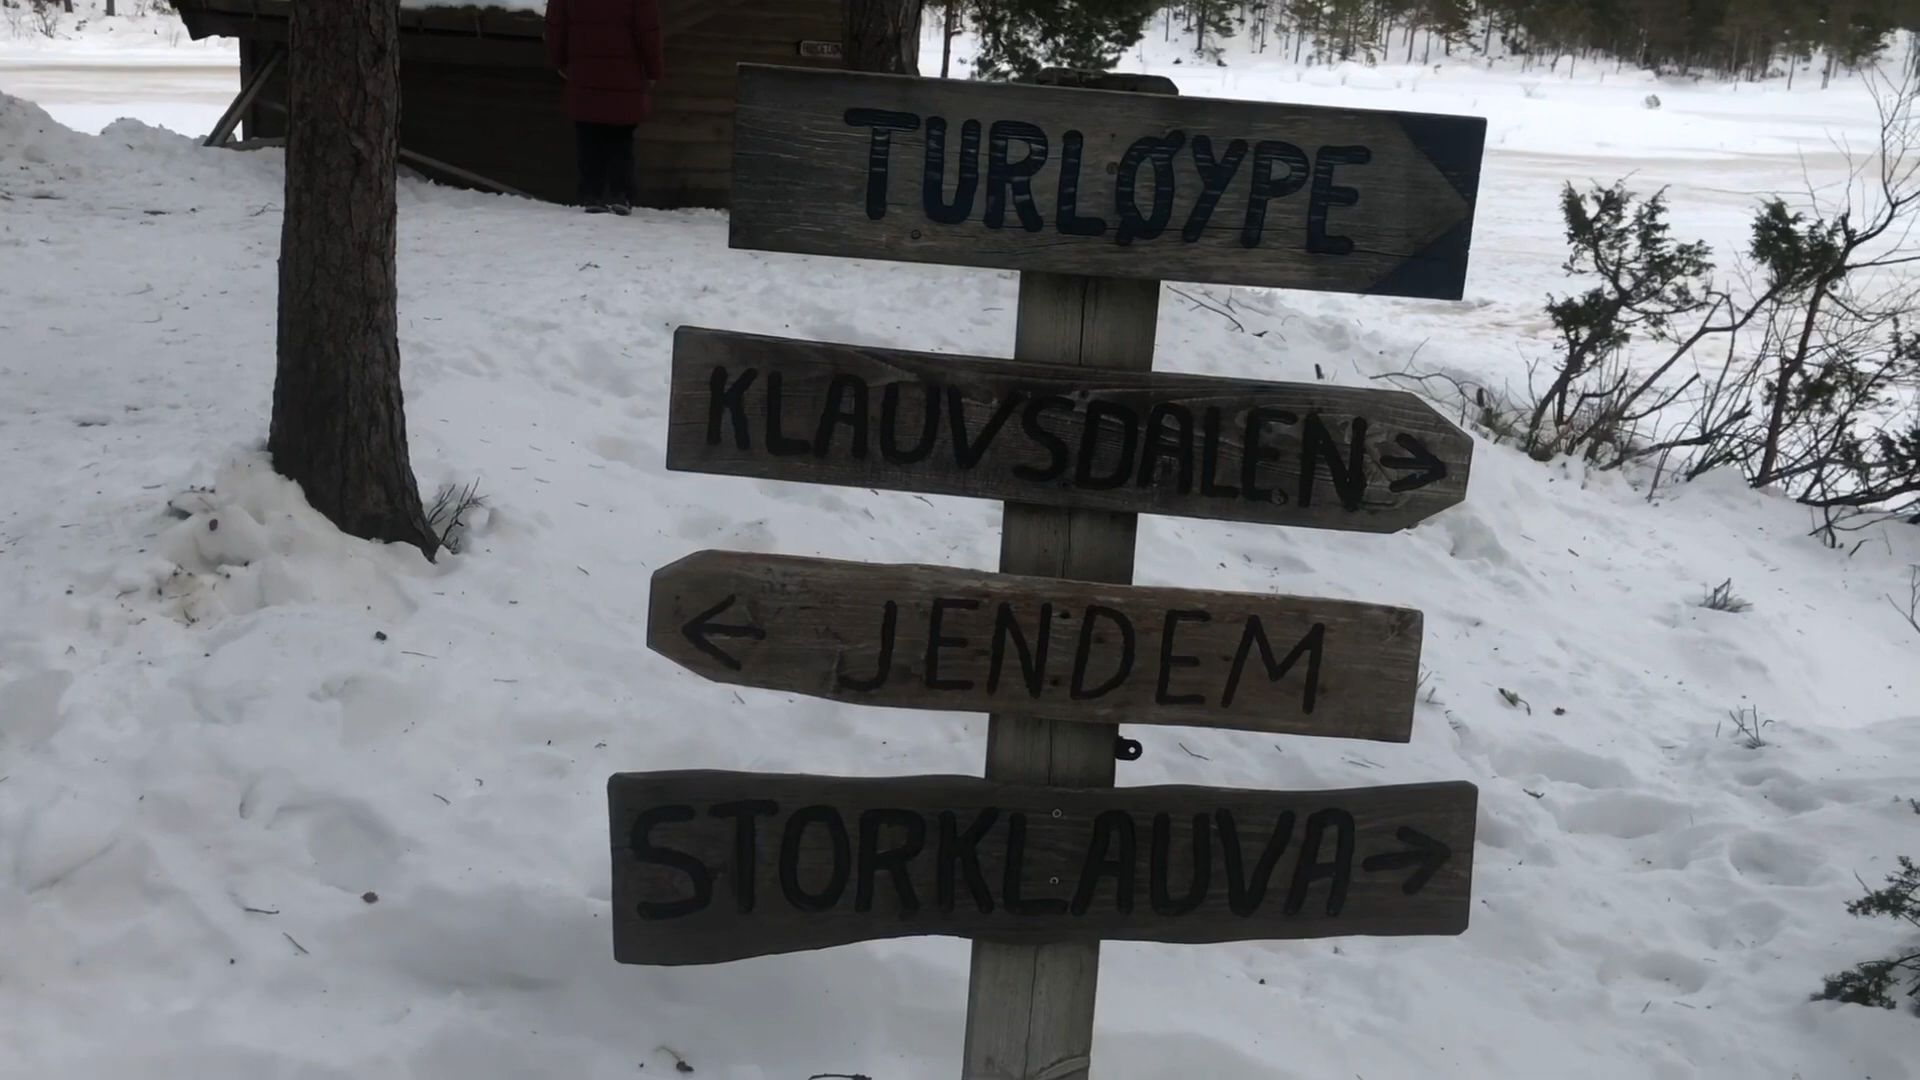 TURLØYPE
KLAUVSDALEN →
← JENDEM
STORKLAUVA →